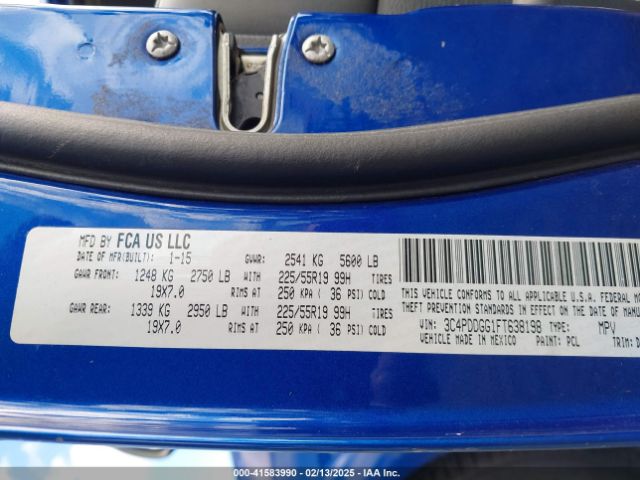 MFD BY FCA US LLC
DATE OF MFR(BUILT): 1-15 GVWR: 2541 KG 5600 LB
GAWR FRONT: 1248 KG 2750 LB WITH 225/55R19 99H TIRES
19X7.0 RIMS AT 250 KPA ( 36 PSI) COLD
GAWR REAR: 1339 KG 2950 LB WITH 225/55R19 99H TIRES
19X7.0 RIMS AT 250 KPA ( 36 PSI) COLD
THIS VEHICLE CONFORMS TO ALL APPLICABLE U.S.A. FEDERAL
THEFT PREVENTION STANDARDS IN EFFECT ON THE DATE OF MANU
VIN: 3C4PDDGG1FT638198 TYPE: MPV
VEHICLE MADE IN MEXICO PAINT: PCL TRIM:
000-41583990 - 02/13/2025 - IAA Inc.